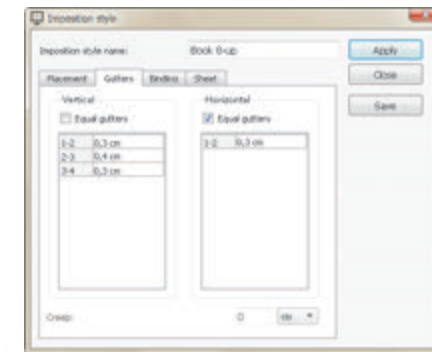 Imposition style
Imposition style name: Book 8-up
Apply
Close
Save
Placement Gutters Binding Sheet
Vertical
Equal gutters
1-2 0,3 cm
2-3 0,4 cm
3-4 0,3 cm
Horizontal
Equal gutters
1-2 0,3 cm
Creep: 0 cm